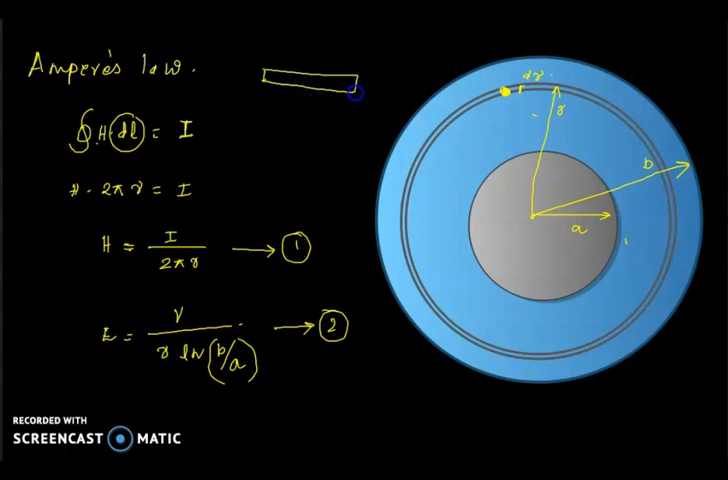 Ampere's law.
∮ H·dl = I
H · 2πr = I
H = I / 2πr → ①
E = V / r ln(b/a) → ②
dr
r
b
a
RECORDED WITH
SCREENCAST MATIC